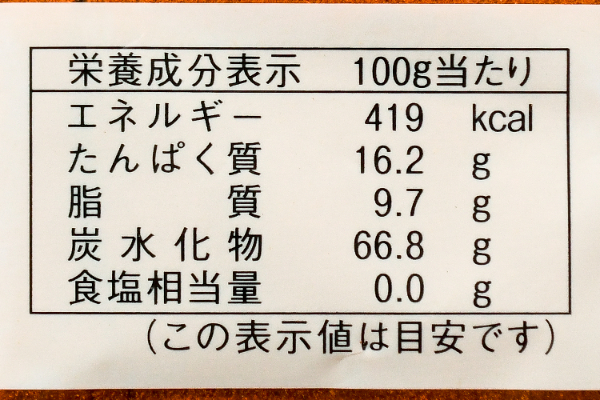 栄養成分表示 100g当たり
エネルギー 419 kcal
たんぱく質 16.2 g
脂質 9.7 g
炭水化物 66.8 g
食塩相当量 0.0 g
(この表示値は目安です)